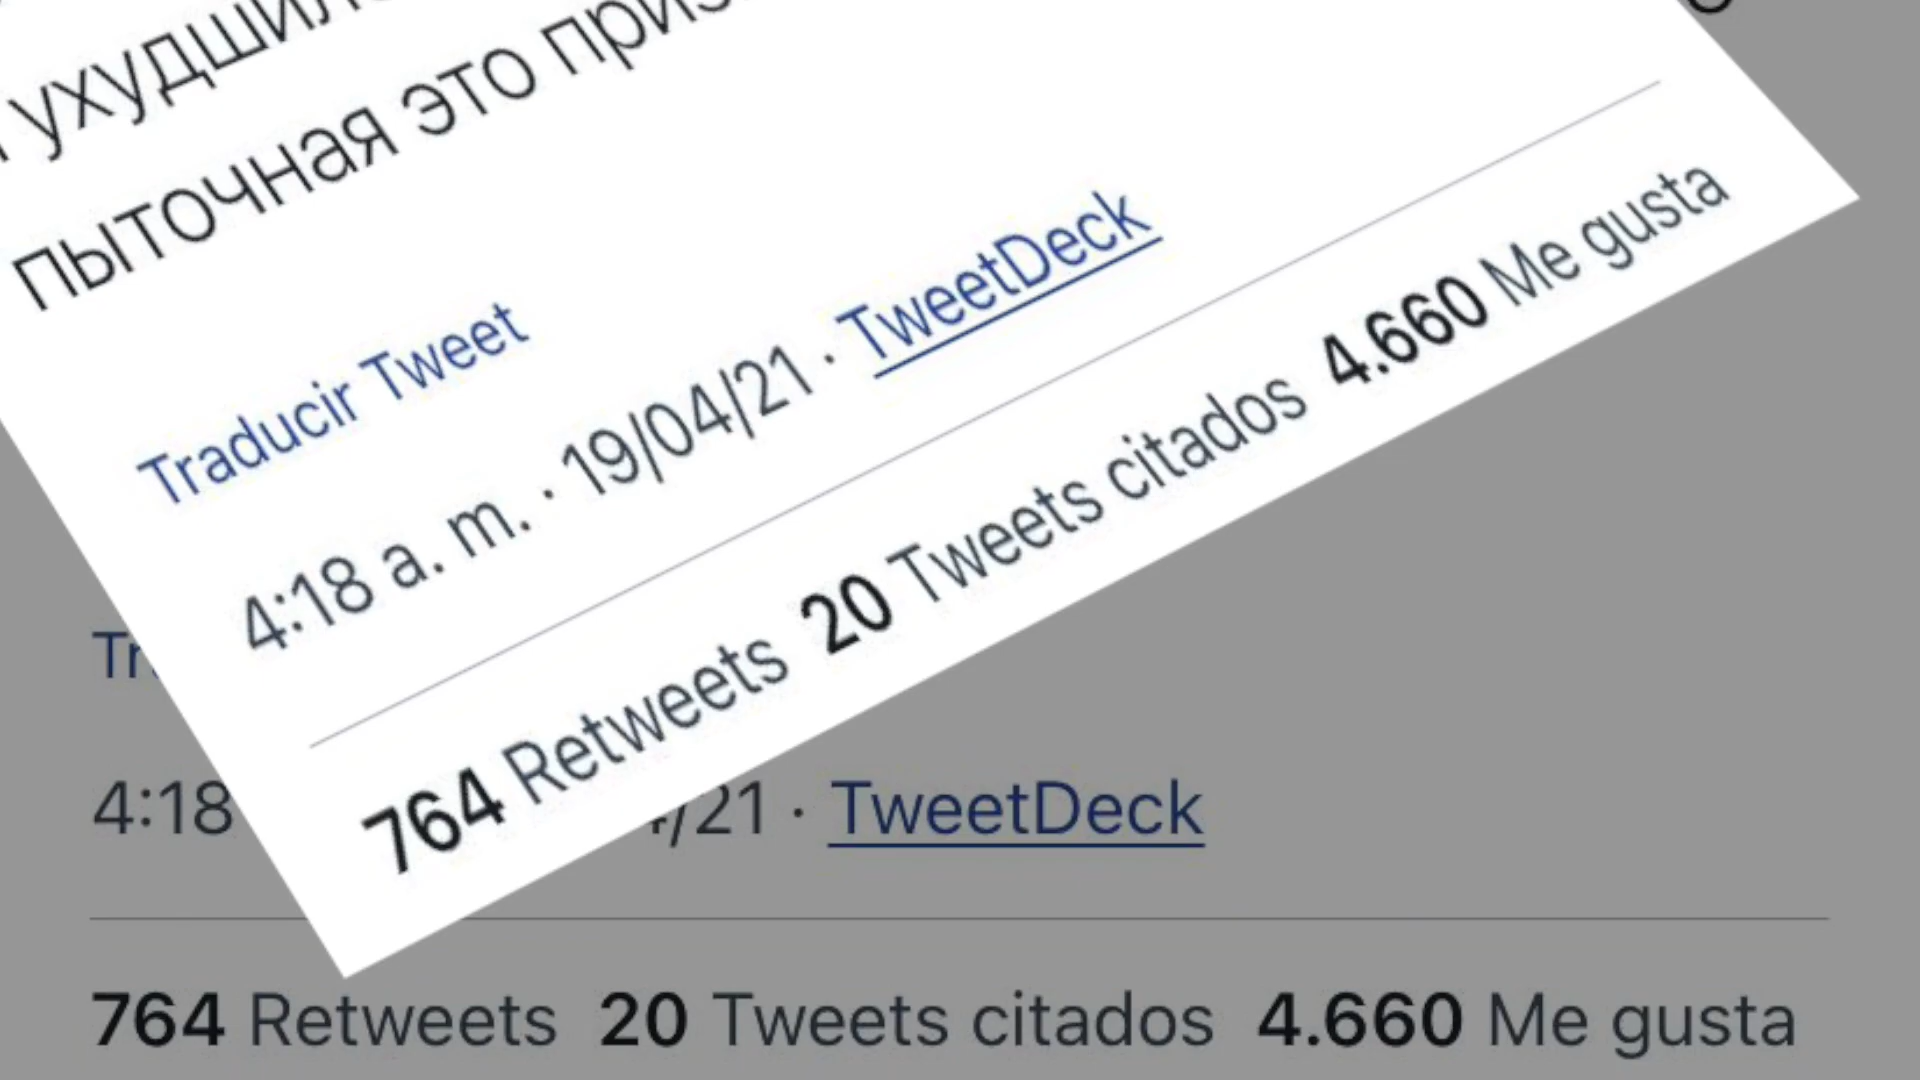 ухудшил
пыточная это приз
Traducir Tweet
4:18 a. m. · 19/04/21 · TweetDeck
764 Retweets 20 Tweets citados 4.660 Me gusta
Tr
4:18 /21 · TweetDeck
764 Retweets 20 Tweets citados 4.660 Me gusta